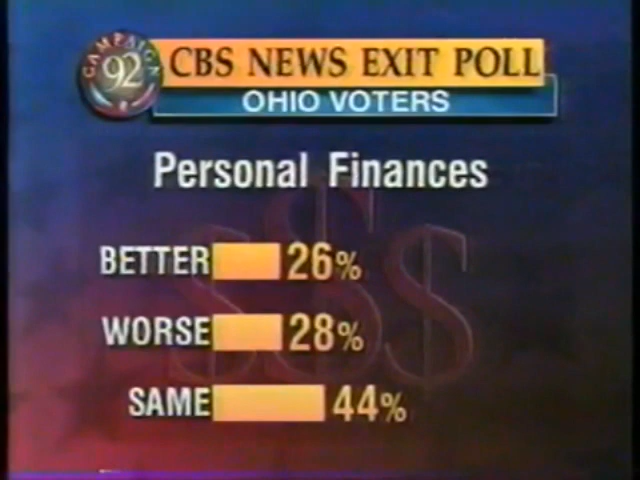 CAMPAIGN
92
CBS NEWS EXIT POLL
OHIO VOTERS
Personal Finances
BETTER 26%
WORSE 28%
SAME 44%